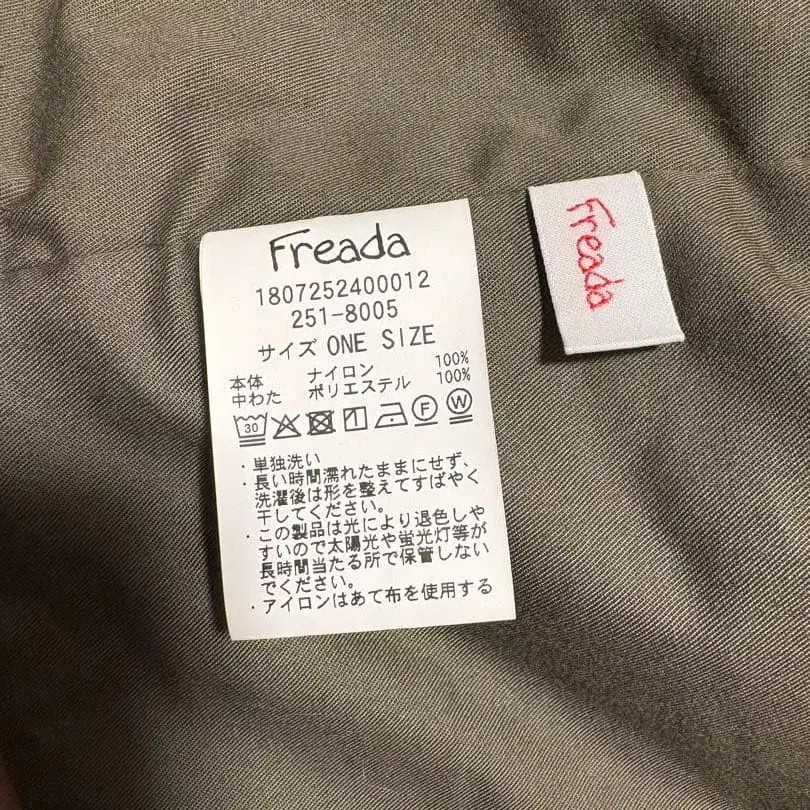 Freada
1807252400012
251-8005
サイズ ONE SIZE
本体 ナイロン 100%
中わた ポリエステル 100%
30 F W
・単独洗い
・長い時間濡れたままにせず、
洗濯後は形を整えてすばやく
干してください。
・この製品は光により退色しや
すいので太陽光や蛍光灯等が
長時間当たる所で保管しない
でください。
・アイロンはあて布を使用する
Freada